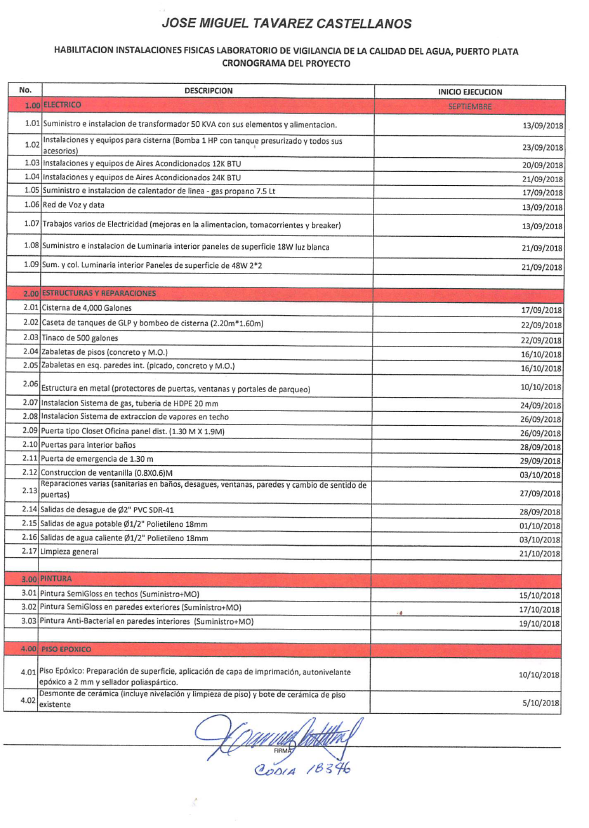 JOSE MIGUEL TAVAREZ CASTELLANOS
HABILITACION INSTALACIONES FISICAS LABORATORIO DE VIGILANCIA DE LA CALIDAD DEL AGUA, PUERTO PLATA
CRONOGRAMA DEL PROYECTO
No. DESCRIPCION INICIO EJECUCION
1.00 ELECTRICO SEPTIEMBRE
1.01 Suministro e instalacion de transformador 50 KVA con sus elementos y alimentacion. 13/09/2018
1.02 Instalaciones y equipos para cisterna (Bomba 1 HP con tanque presurizado y todos sus
acesorios) 23/09/2018
1.03 Instalaciones y equipos de Aires Acondicionados 12K BTU 20/09/2018
1.04 Instalaciones y equipos de Aires Acondicionados 24K BTU 21/09/2018
1.05 Suministro e instalacion de calentador de linea - gas propano 7.5 Lt 17/09/2018
1.06 Red de Voz y data 13/09/2018
1.07 Trabajos varios de Electricidad (mejoras en la alimentacion, tomacorrientes y breaker) 13/09/2018
1.08 Suministro e instalacion de Luminaria interior paneles de superficie 18W luz blanca 21/09/2018
1.09 Sum. y col. Luminaria interior Paneles de superficie de 48W 2*2 21/09/2018
2.00 ESTRUCTURAS Y REPARACIONES
2.01 Cisterna de 4,000 Galones 17/09/2018
2.02 Caseta de tanques de GLP y bombeo de cisterna (2.20m*1.60m) 22/09/2018
2.03 Tinaco de 500 galones 22/09/2018
2.04 Zabaletas de pisos (concreto y M.O.) 16/10/2018
2.05 Zabaletas en esq. paredes int. (picado, concreto y M.O.) 16/10/2018
2.06 Estructura en metal (protectores de puertas, ventanas y portales de parqueo) 10/10/2018
2.07 Instalacion Sistema de gas, tuberia de HDPE 20 mm 24/09/2018
2.08 Instalacion Sistema de extraccion de vapores en techo 26/09/2018
2.09 Puerta tipo Closet Oficina panel dist. (1.30 M X 1.9M) 26/09/2018
2.10 Puertas para interior baños 28/09/2018
2.11 Puerta de emergencia de 1.30 m 29/09/2018
2.12 Construccion de ventanilla (0.8X0.6)M 03/10/2018
2.13 Reparaciones varias (sanitarias en baños, desagues, ventanas, paredes y cambio de sentido de
puertas) 27/09/2018
2.14 Salidas de desague de Ø2" PVC SDR-41 28/09/2018
2.15 Salidas de agua potable Ø1/2" Polietileno 18mm 01/10/2018
2.16 Salidas de agua caliente Ø1/2" Polietileno 18mm 03/10/2018
2.17 Limpieza general 21/10/2018
3.00 PINTURA
3.01 Pintura SemiGloss en techos (Suministro+MO) 15/10/2018
3.02 Pintura SemiGloss en paredes exteriores (Suministro+MO) 17/10/2018
3.03 Pintura Anti-Bacterial en paredes interiores (Suministro+MO) 19/10/2018
4.00 PISO EPOXICO
4.01 Piso Epóxico: Preparación de superficie, aplicación de capa de imprimación, autonivelante
epóxico a 2 mm y sellador poliaspártico. 10/10/2018
4.02 Desmonte de cerámica (incluye nivelación y limpieza de piso) y bote de cerámica de piso
existente 5/10/2018
FIRMA
CODIA 18346